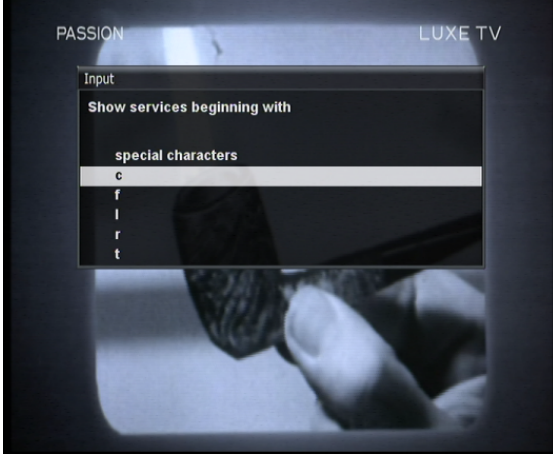 PASSION LUXE TV
Input
Show services beginning with
special characters
c
f
l
r
t